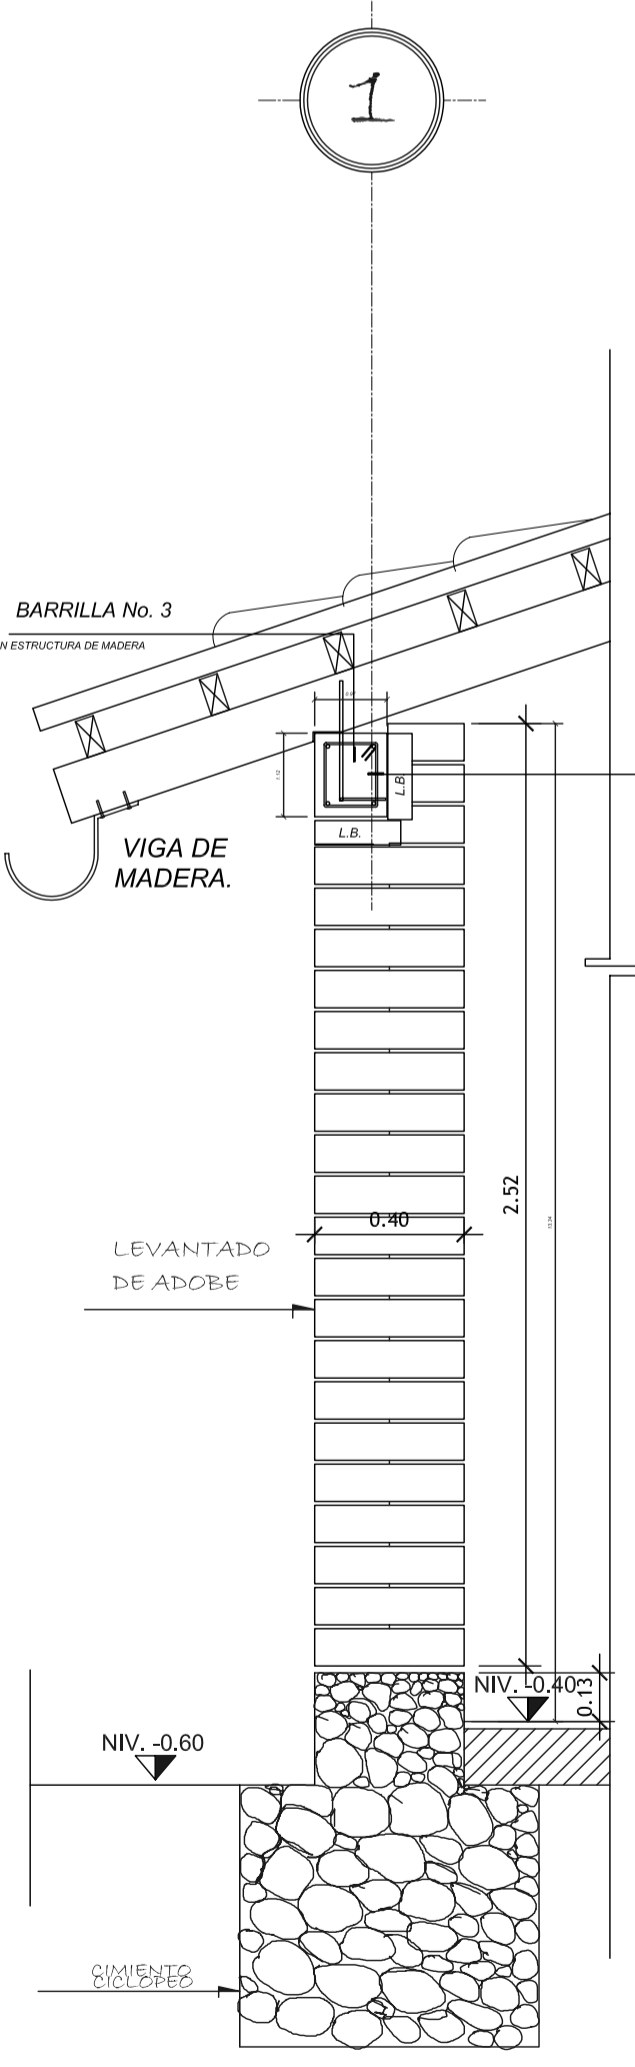 1
BARRILLA No. 3
N ESTRUCTURA DE MADERA
L.B.
L.B.
VIGA DE
MADERA.
2.52
0.40
LEVANTADO
DE ADOBE
NIV. -0.40
0.13
NIV. -0.60
CIMIENTO
CICLOPEO